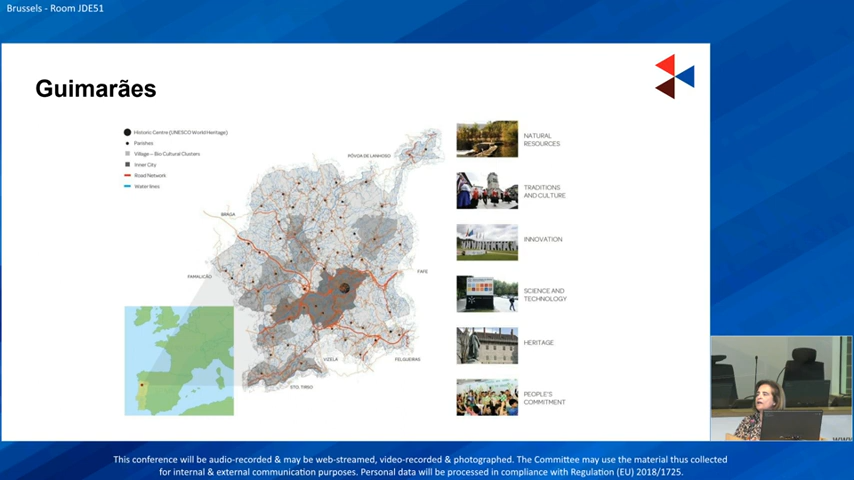 Brussels - Room JDE51
Guimarães
Historic Centre (UNESCO World Heritage)
Parishes
Village – Bio Cultural Clusters
Inner City
Road Network
Water lines
PÓVOA DE LANHOSO
BRAGA
FAMALICÃO
FAFE
VIZELA
FELGUEIRAS
STO. TIRSO
NATURAL
RESOURCES
TRADITIONS
AND CULTURE
INNOVATION
SCIENCE AND
TECHNOLOGY
HERITAGE
PEOPLE'S
COMMITMENT
This conference will be audio-recorded & may be web-streamed, video-recorded & photographed. The Committee may use the material thus collected
for internal & external communication purposes. Personal data will be processed in compliance with Regulation (EU) 2018/1725.